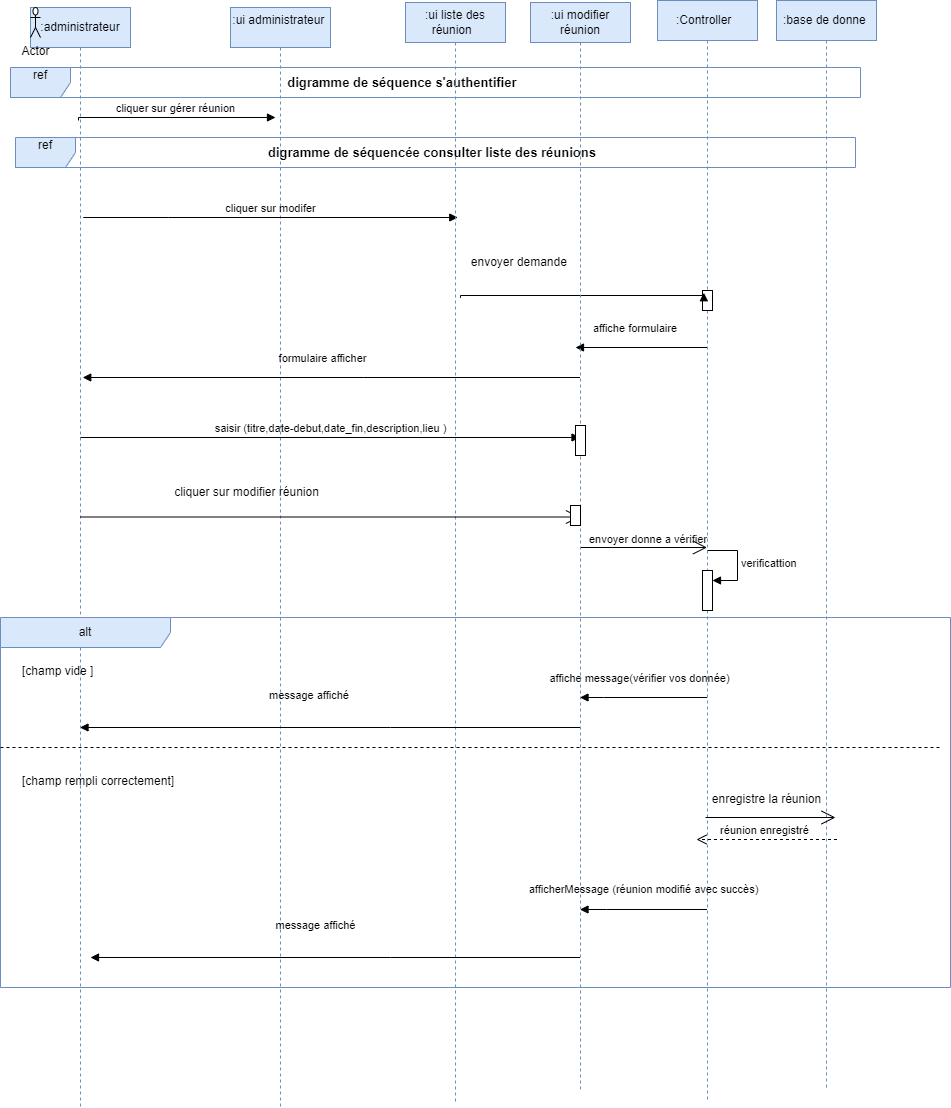 :administrateur
:ui administrateur
:ui liste des
réunion
:ui modifier
réunion
:Controller
:base de donne
Actor
ref
digramme de séquence s'authentifier
cliquer sur gérer réunion
ref
digramme de séquencée consulter liste des réunions
cliquer sur modifer
envoyer demande
affiche formulaire
formulaire afficher
saisir (titre,date-debut,date_fin,description,lieu )
cliquer sur modifier réunion
envoyer donne a vérifier
verificattion
alt
[champ vide ]
affiche message(vérifier vos donnée)
message affiché
[champ rempli correctement]
enregistre la réunion
réunion enregistré
afficherMessage (réunion modifié avec succès)
message affiché